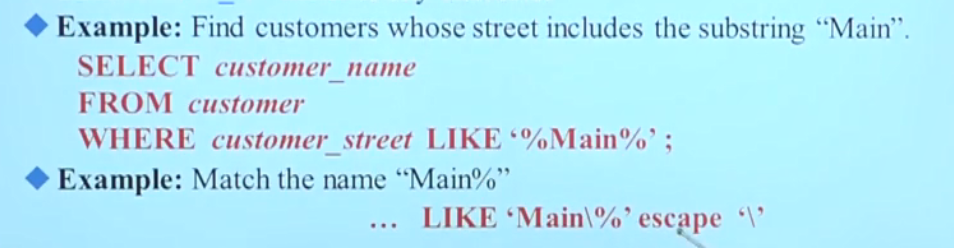 Example: Find customers whose street includes the substring “Main”.
SELECT customer_name
FROM customer
WHERE customer_street LIKE ‘%Main%’ ;
Example: Match the name “Main%”
… LIKE ‘Main\%’ escape ‘\’